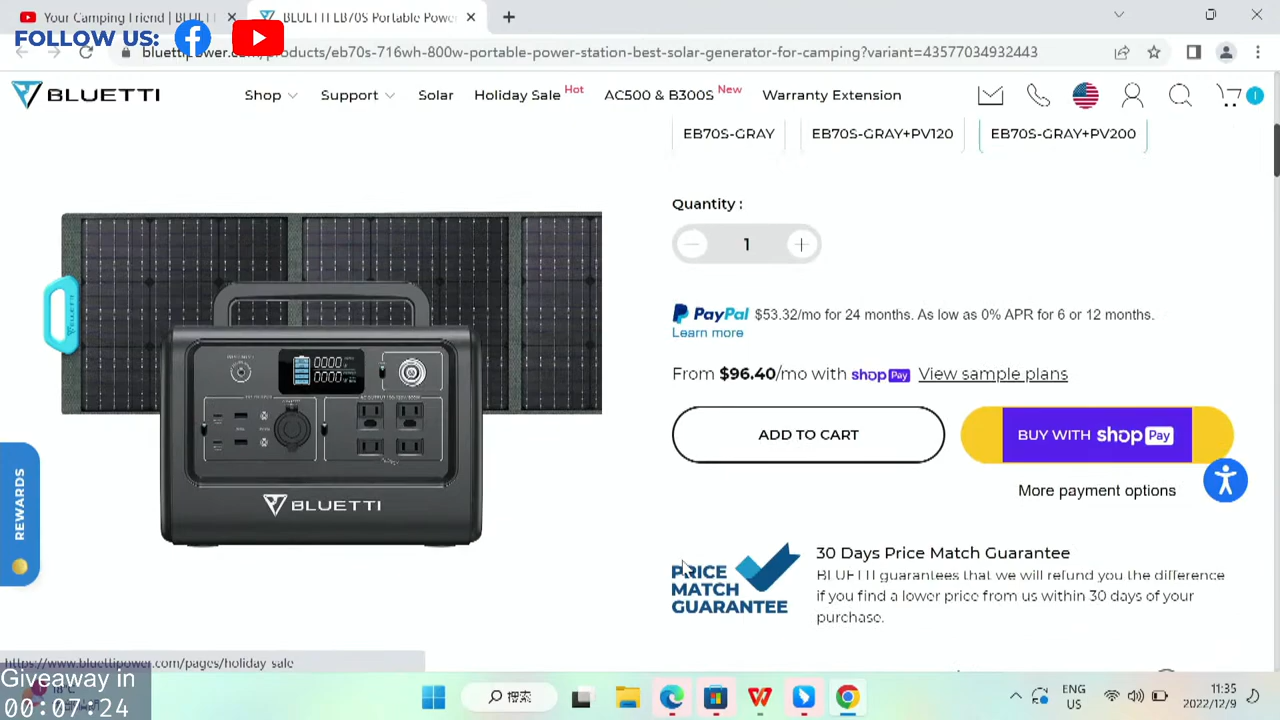 Your Camping Friend | BLUETT
BLUETTI EB70S Portable Power
FOLLOW US:
bluettipower.com/products/eb70s-716wh-800w-portable-power-station-best-solar-generator-for-camping?variant=43577034932443
BLUETTI
Shop
Support
Solar
Holiday Sale Hot
AC500 & B300S New
Warranty Extension
EB70S-GRAY
EB70S-GRAY+PV120
EB70S-GRAY+PV200
Quantity :
1
PayPal $53.32/mo for 24 months. As low as 0% APR for 6 or 12 months.
Learn more
From $96.40/mo with shop Pay View sample plans
ADD TO CART
BUY WITH shop Pay
More payment options
BLUETTI
REWARDS
PRICE
MATCH
GUARANTEE
30 Days Price Match Guarantee
BLUETTI guarantees that we will refund you the difference
if you find a lower price from us within 30 days of your
purchase.
https://www.bluettipower.com/pages/holiday-sale
Giveaway in
00:07:24
18°C
搜索
ENG
US
11:35
2022/12/9